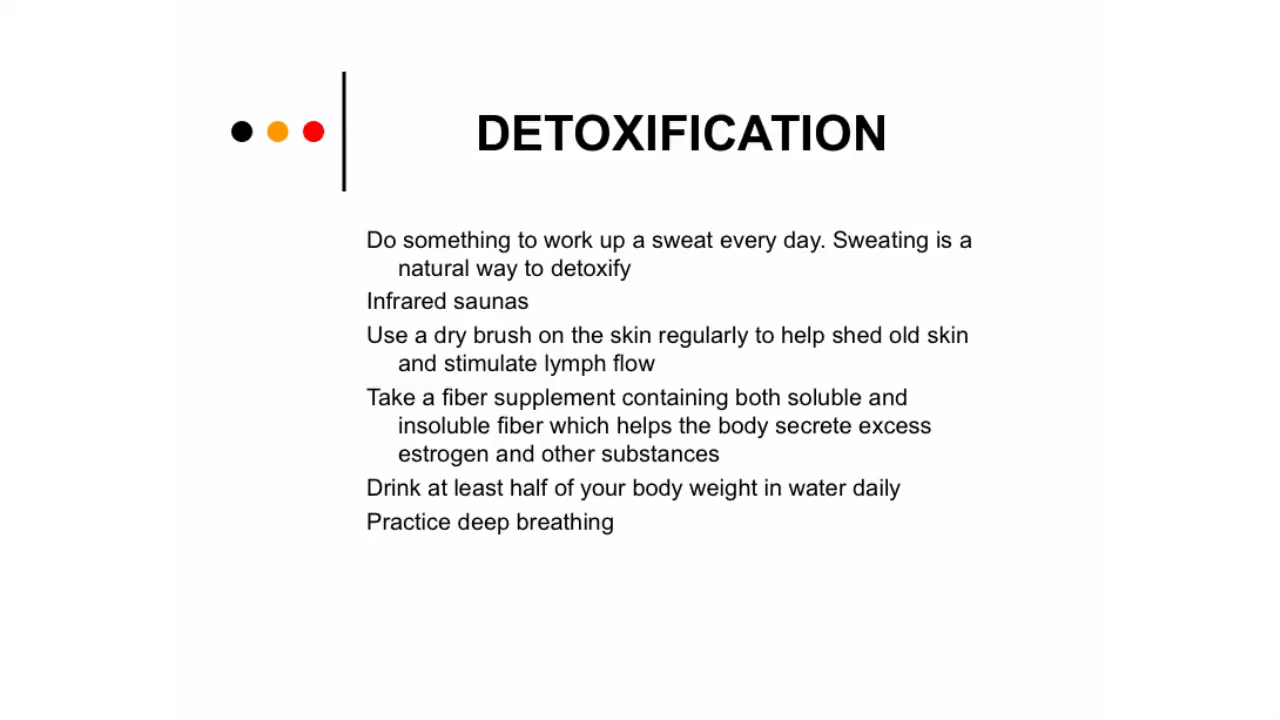 DETOXIFICATION
Do something to work up a sweat every day. Sweating is a
natural way to detoxify
Infrared saunas
Use a dry brush on the skin regularly to help shed old skin
and stimulate lymph flow
Take a fiber supplement containing both soluble and
insoluble fiber which helps the body secrete excess
estrogen and other substances
Drink at least half of your body weight in water daily
Practice deep breathing